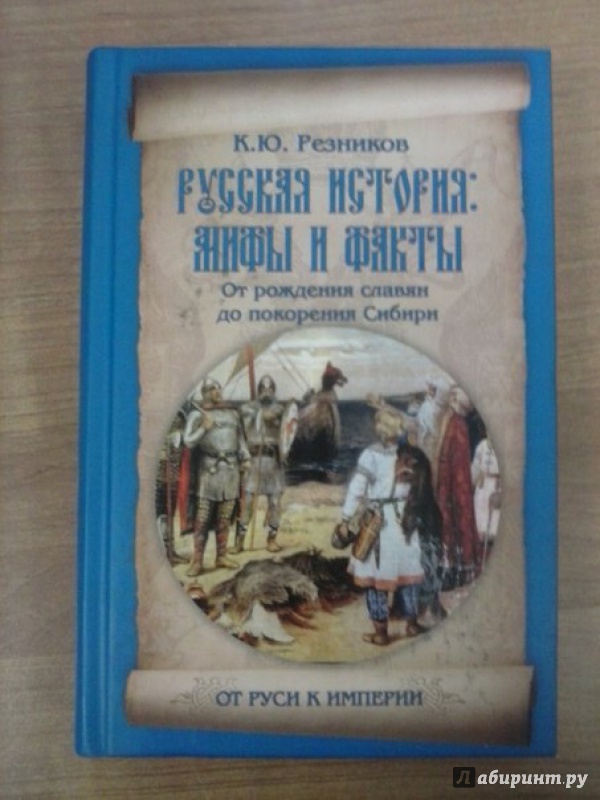 К.Ю. Резников
РУССКАЯ ИСТОРИЯ:
МИФЫ И ФАКТЫ
От рождения славян
до покорения Сибири
ОТ РУСИ К ИМПЕРИИ
Лабиринт.ру